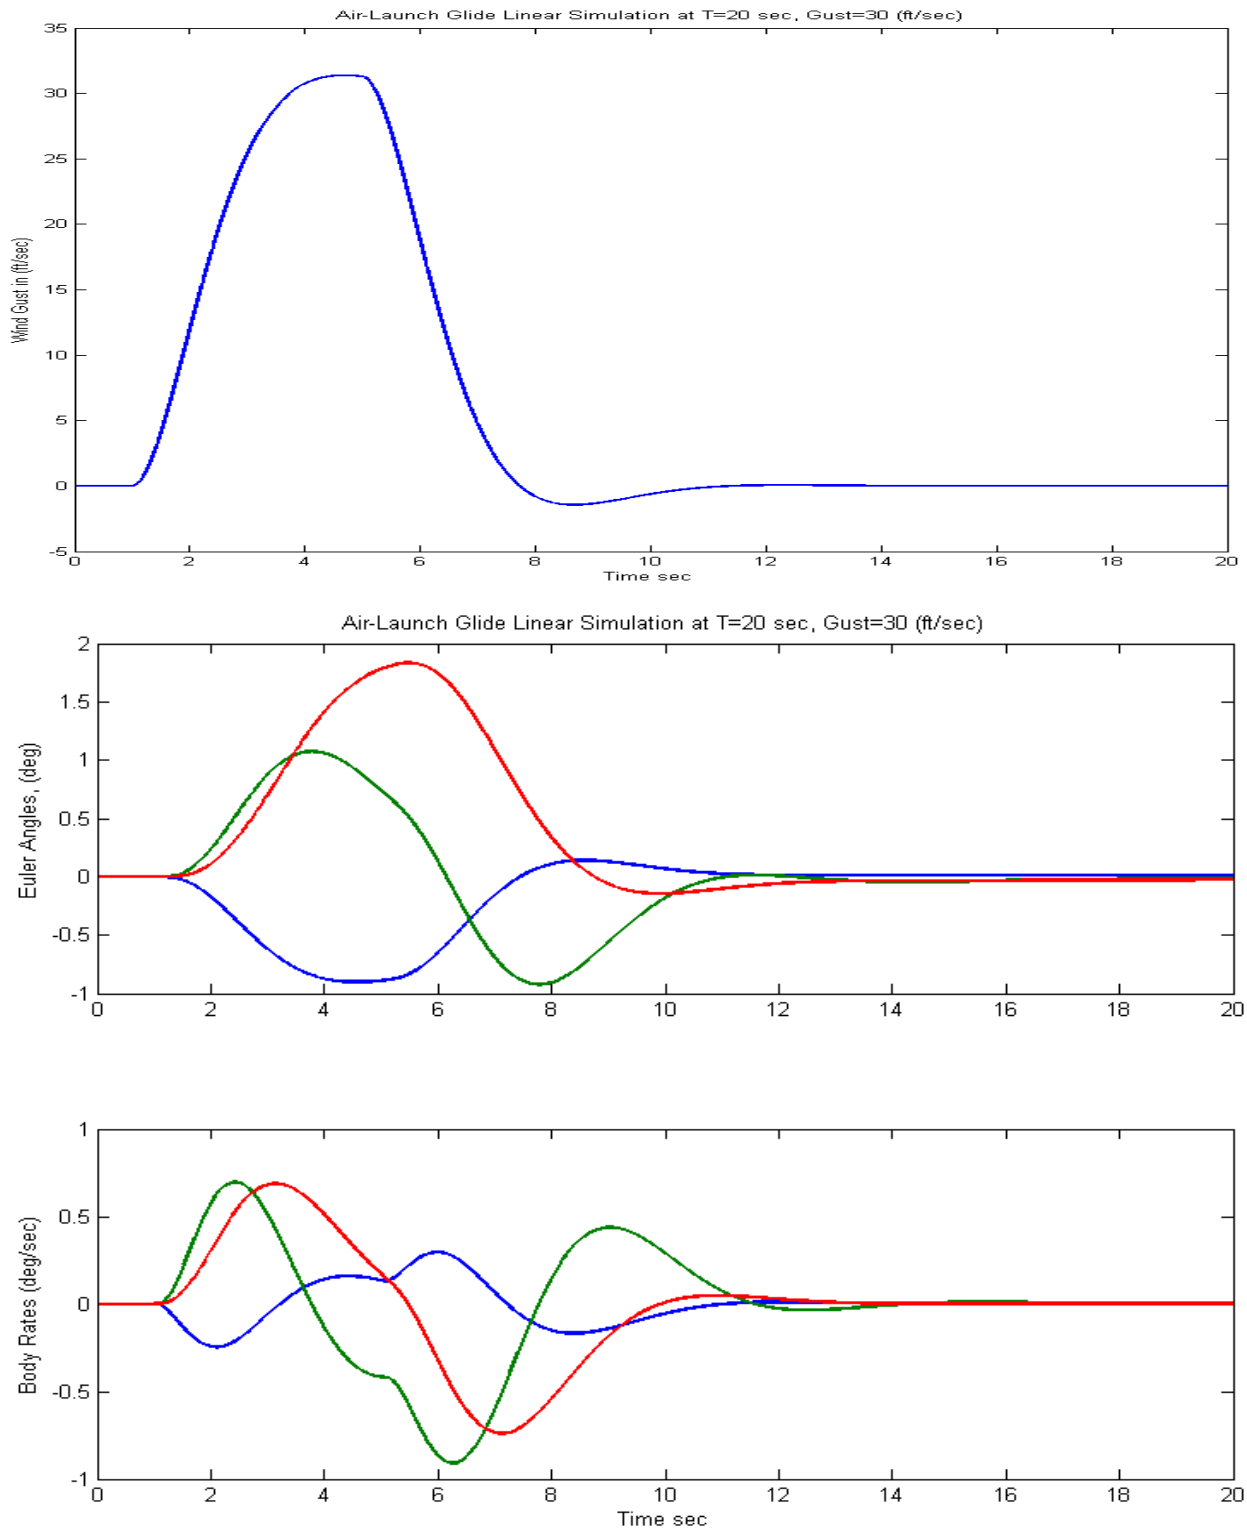 Air-Launch Glide Linear Simulation at T=20 sec, Gust=30 (ft/sec)
35
30
25
20
15
10
5
0
-5
Wind Gust in (ft/sec)
0 2 4 6 8 10 12 14 16 18 20
Time sec
Air-Launch Glide Linear Simulation at T=20 sec, Gust=30 (ft/sec)
2
1.5
1
0.5
0
-0.5
-1
Euler Angles, (deg)
0 2 4 6 8 10 12 14 16 18 20
1
0.5
0
-0.5
-1
Body Rates (deg/sec)
0 2 4 6 8 10 12 14 16 18 20
Time sec